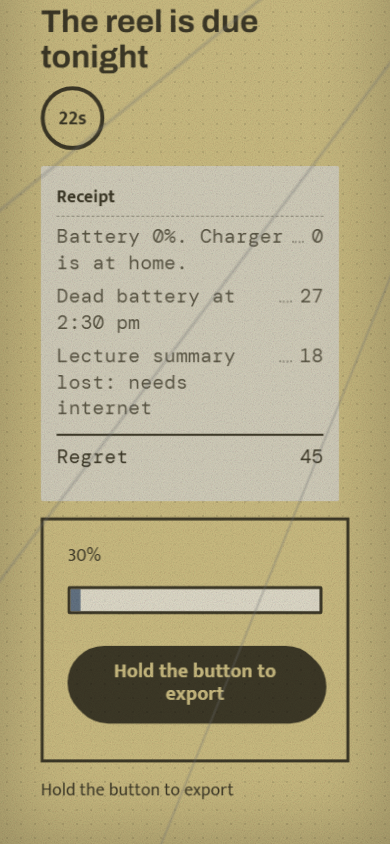 The reel is due
tonight
22s
Receipt
Battery 0%. Charger .... 0
is at home.
Dead battery at .... 27
2:30 pm
Lecture summary .... 18
lost: needs
internet
Regret 45
30%
Hold the button to
export
Hold the button to export